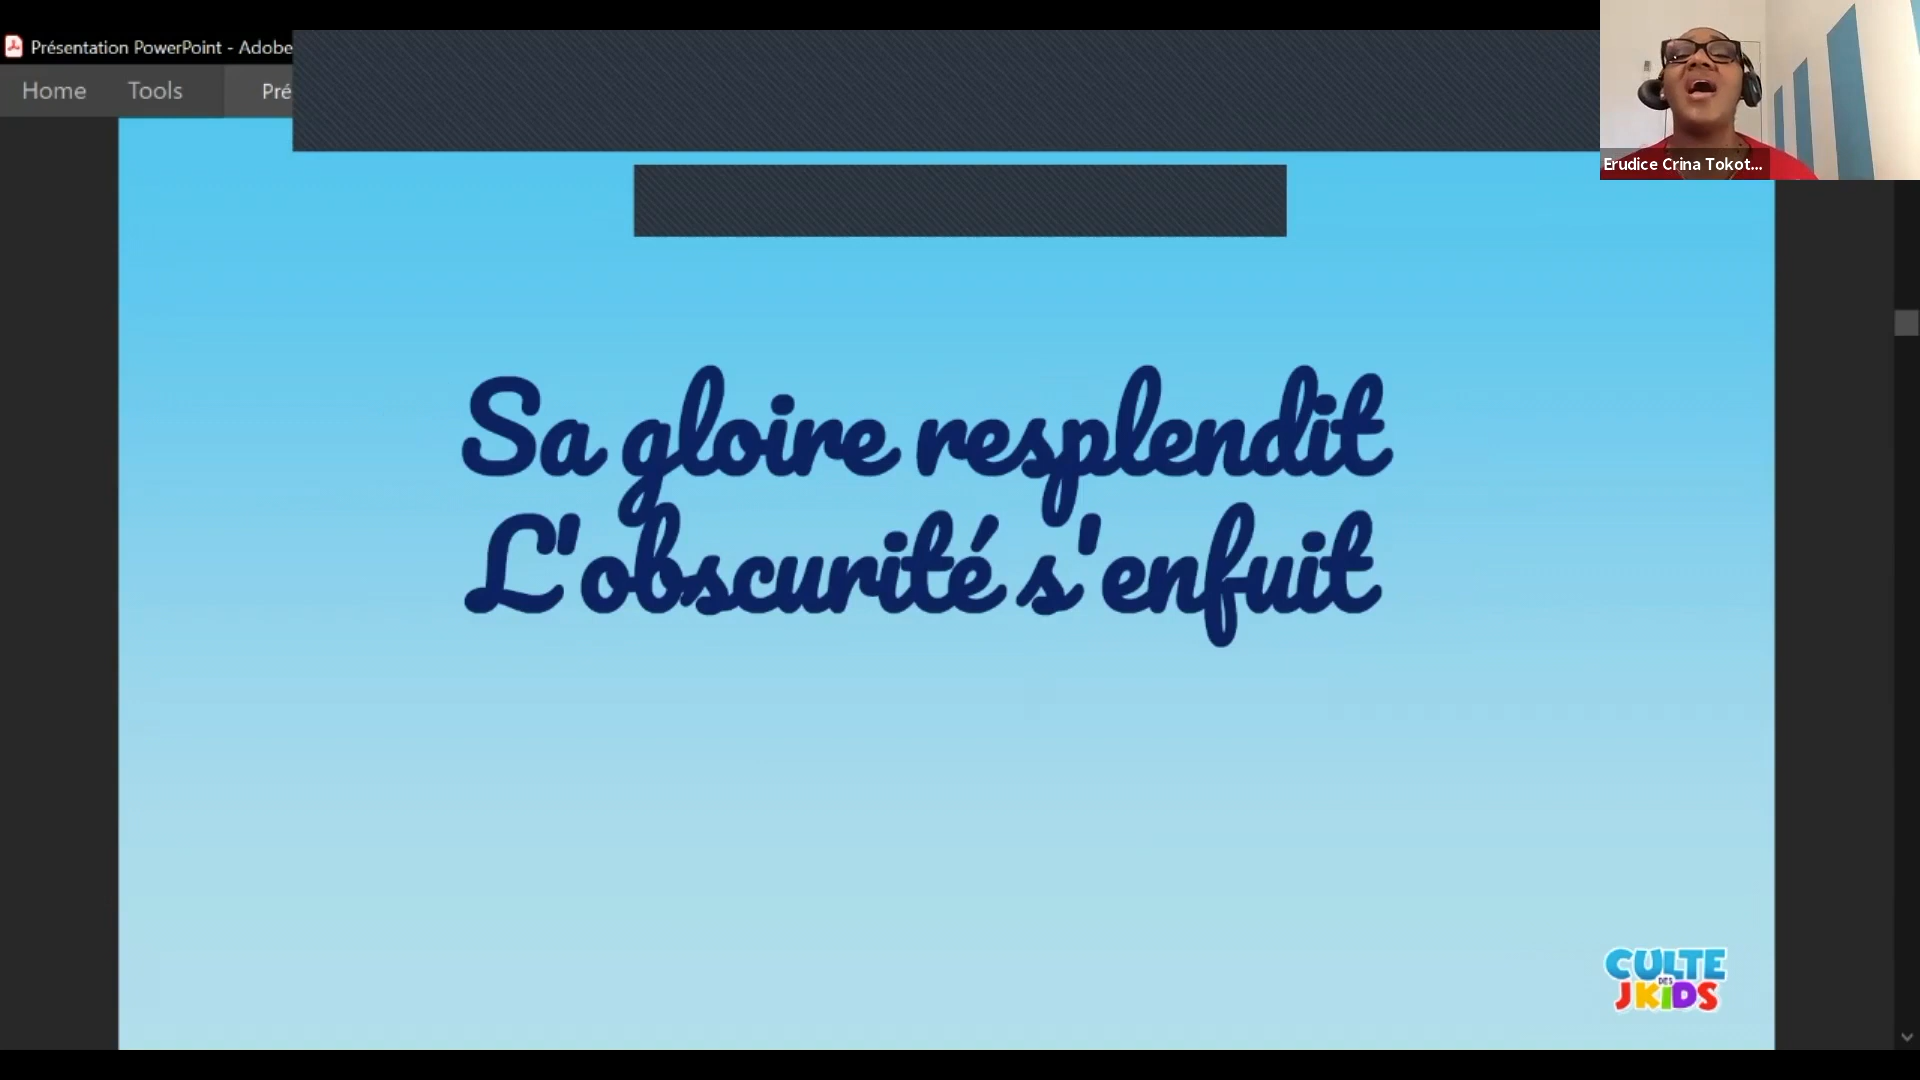 Présentation PowerPoint - Adobe
Home Tools Pré
Erudice Crina Tokot...
Sa gloire resplendit
L'obscurité s'enfuit
CULTE
DES
JKIDS